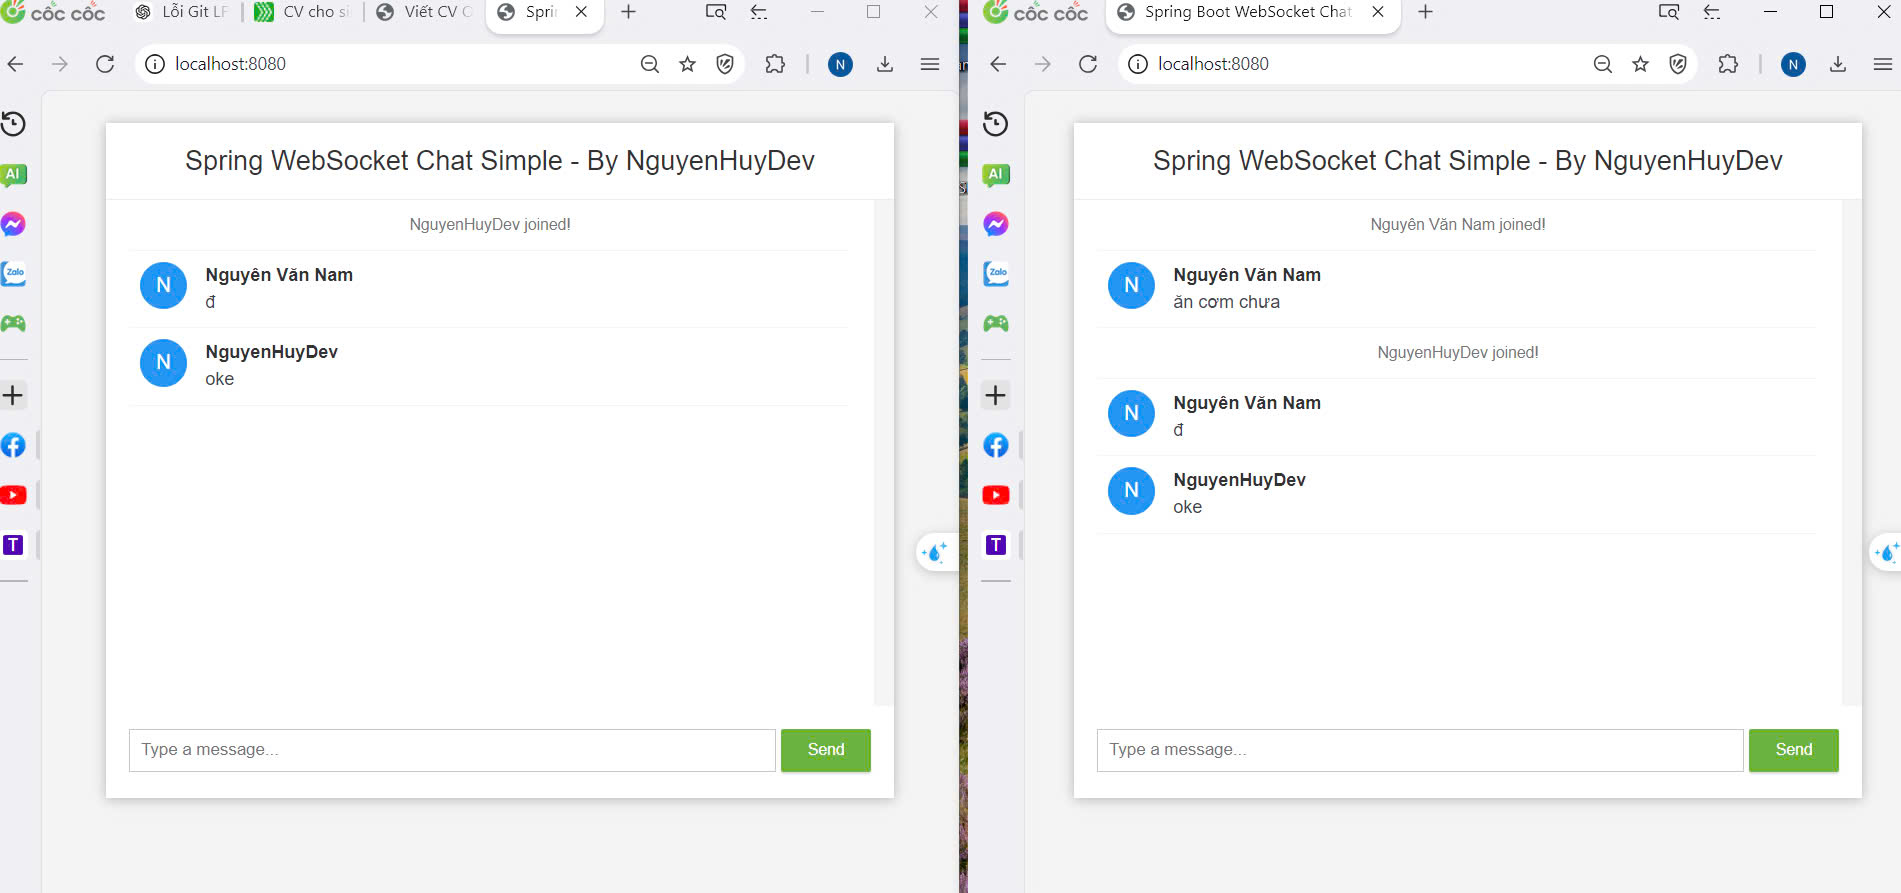 cốc cốc
Lỗi Git LF
CV cho si
Viết CV O
Sprin
localhost:8080
N
AI
Zalo
T
Spring WebSocket Chat Simple - By NguyenHuyDev
NguyenHuyDev joined!
N
Nguyên Văn Nam
đ
N
NguyenHuyDev
oke
Type a message...
Send
cốc cốc
Spring Boot WebSocket Chat
localhost:8080
N
AI
Zalo
T
Spring WebSocket Chat Simple - By NguyenHuyDev
Nguyên Văn Nam joined!
N
Nguyên Văn Nam
ăn cơm chưa
NguyenHuyDev joined!
N
Nguyên Văn Nam
đ
N
NguyenHuyDev
oke
Type a message...
Send